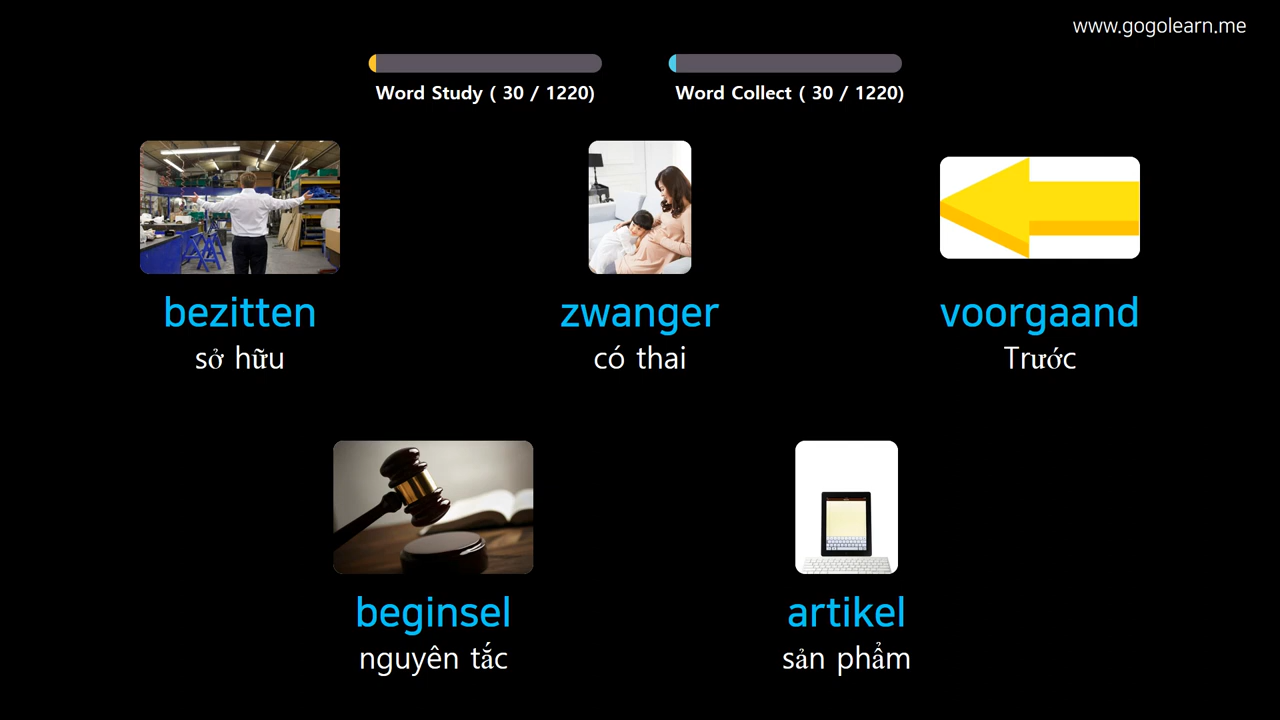 www.gogolearn.me
Word Study ( 30 / 1220)
Word Collect ( 30 / 1220)
bezitten
sở hữu
zwanger
có thai
voorgaand
Trước
beginsel
nguyên tắc
artikel
sản phẩm